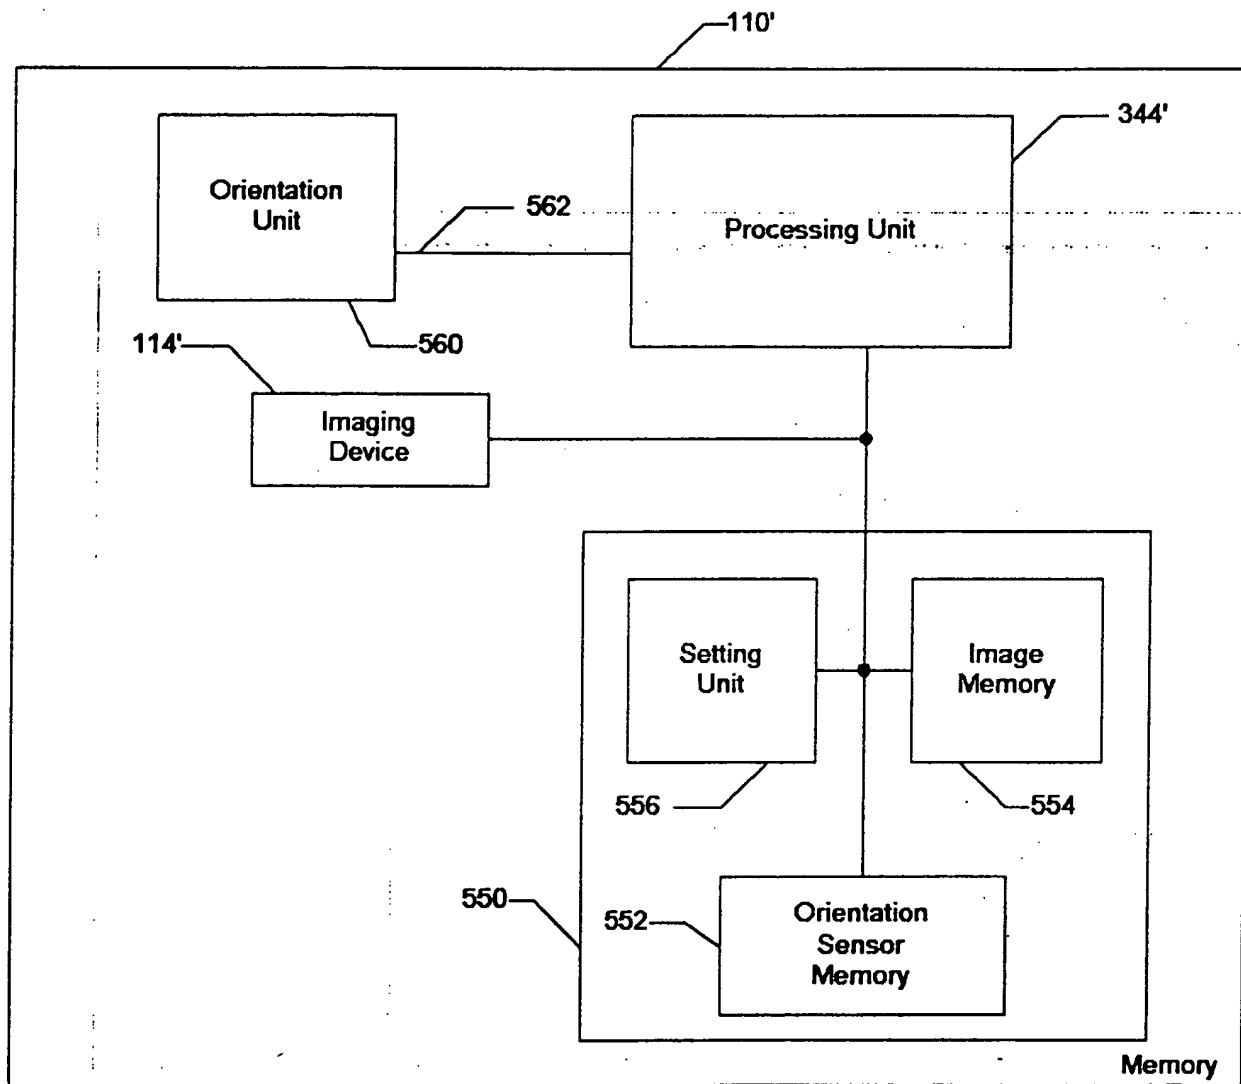 110'
344'
Orientation
Unit
562
Processing Unit
114'
560
Imaging
Device
Setting
Unit
Image
Memory
556
554
550
552
Orientation
Sensor
Memory
Memory